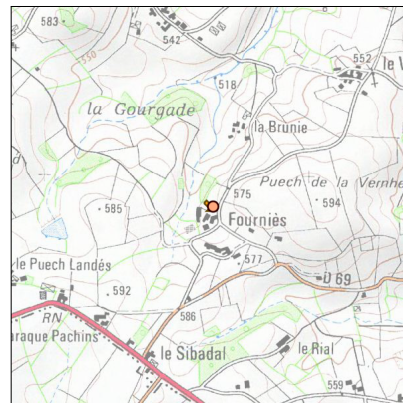 583
542
552
le V
550
518
la Gourgade
la Brunie
575
Puech de la Vernhe
594
585
Fourniès
577
le Puech Landés
U 69
592
RN
586
araque Pachins
le Sibadal
le Rial
559